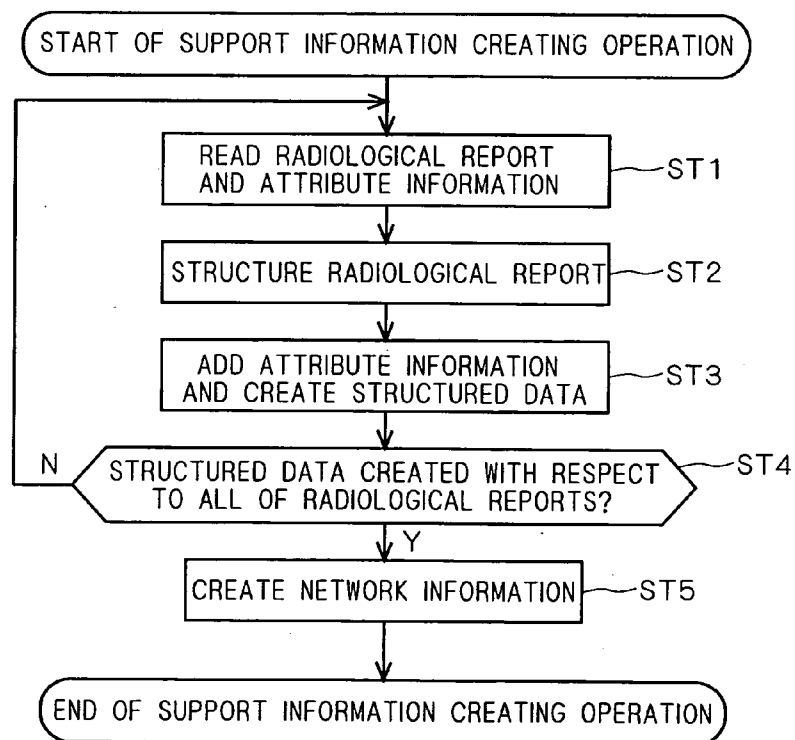 START OF SUPPORT INFORMATION CREATING OPERATION
READ RADIOLOGICAL REPORT
AND ATTRIBUTE INFORMATION
ST1
STRUCTURE RADIOLOGICAL REPORT
ST2
ADD ATTRIBUTE INFORMATION
AND CREATE STRUCTURED DATA
ST3
N
STRUCTURED DATA CREATED WITH RESPECT
TO ALL OF RADIOLOGICAL REPORTS?
ST4
Y
CREATE NETWORK INFORMATION
ST5
END OF SUPPORT INFORMATION CREATING OPERATION